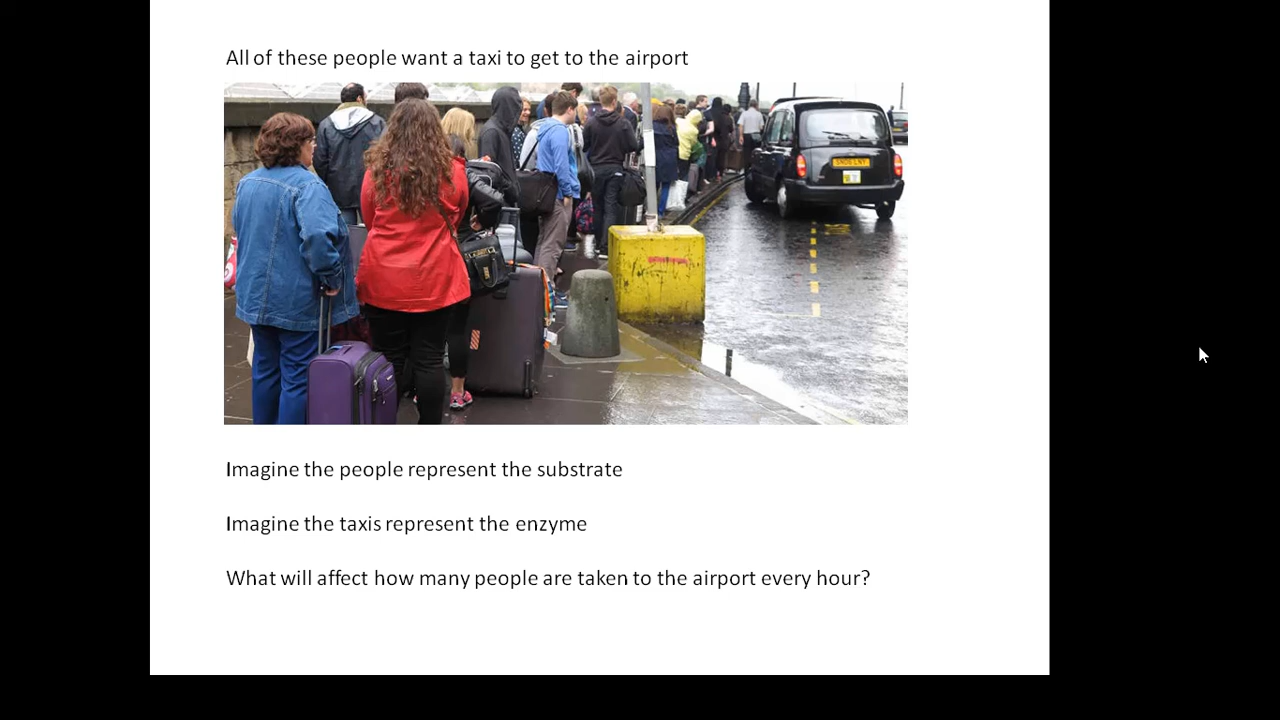 All of these people want a taxi to get to the airport
Imagine the people represent the substrate
Imagine the taxis represent the enzyme
What will affect how many people are taken to the airport every hour?